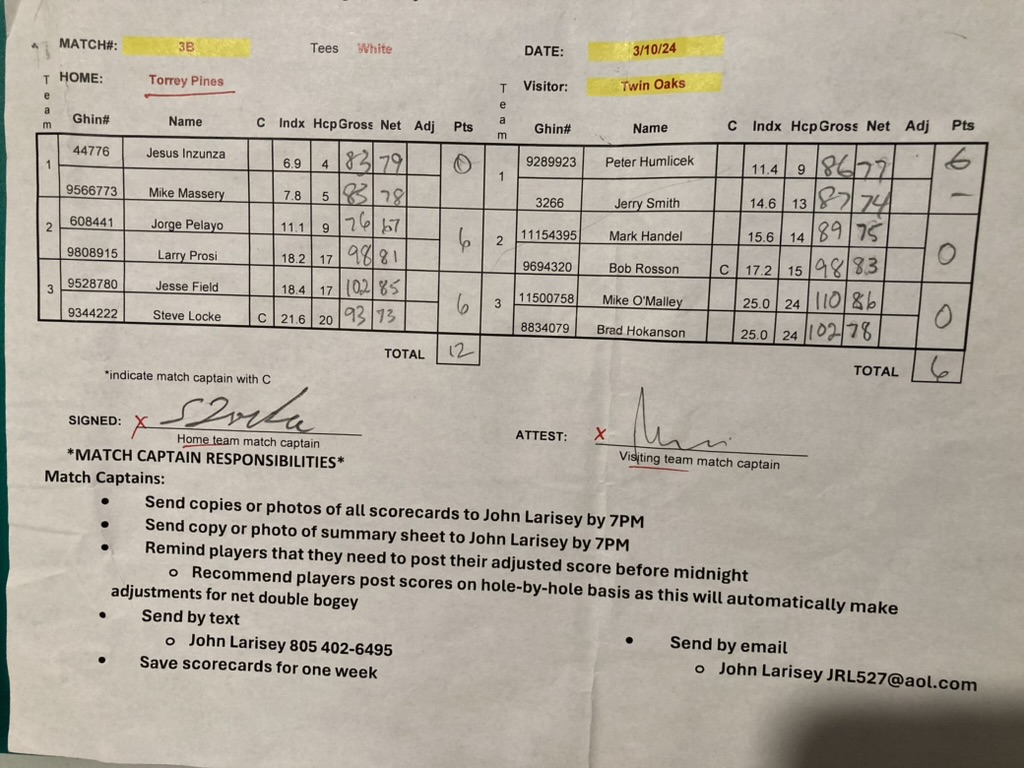 MATCH#: 3B Tees White DATE: 3/10/24
HOME: Torrey Pines Visitor: Twin Oaks
Team Ghin# Name C Indx Hcp Gross Net Adj Pts Team Ghin# Name C Indx Hcp Gross Net Adj Pts
1 44776 Jesus Inzunza 6.9 4 83 79 0 1 9289923 Peter Humlicek 11.4 9 86 77 6
9566773 Mike Massery 7.8 5 83 78 3266 Jerry Smith 14.6 13 87 74 -
2 608441 Jorge Pelayo 11.1 9 76 67 6 2 11154395 Mark Handel 15.6 14 89 75 0
9808915 Larry Prosi 18.2 17 98 81 9694320 Bob Rosson C 17.2 15 98 83
3 9528780 Jesse Field 18.4 17 102 85 6 3 11500758 Mike O'Malley 25.0 24 110 86 0
9344222 Steve Locke C 21.6 20 93 73 8834079 Brad Hokanson 25.0 24 102 78
TOTAL 12 TOTAL 6
*indicate match captain with C
SIGNED: X ATTEST: X
Home team match captain Visiting team match captain
*MATCH CAPTAIN RESPONSIBILITIES*
Match Captains:
• Send copies or photos of all scorecards to John Larisey by 7PM
• Send copy or photo of summary sheet to John Larisey by 7PM
• Remind players that they need to post their adjusted score before midnight
o Recommend players post scores on hole-by-hole basis as this will automatically make
adjustments for net double bogey
• Send by text • Send by email
o John Larisey 805 402-6495 o John Larisey JRL527@aol.com
• Save scorecards for one week